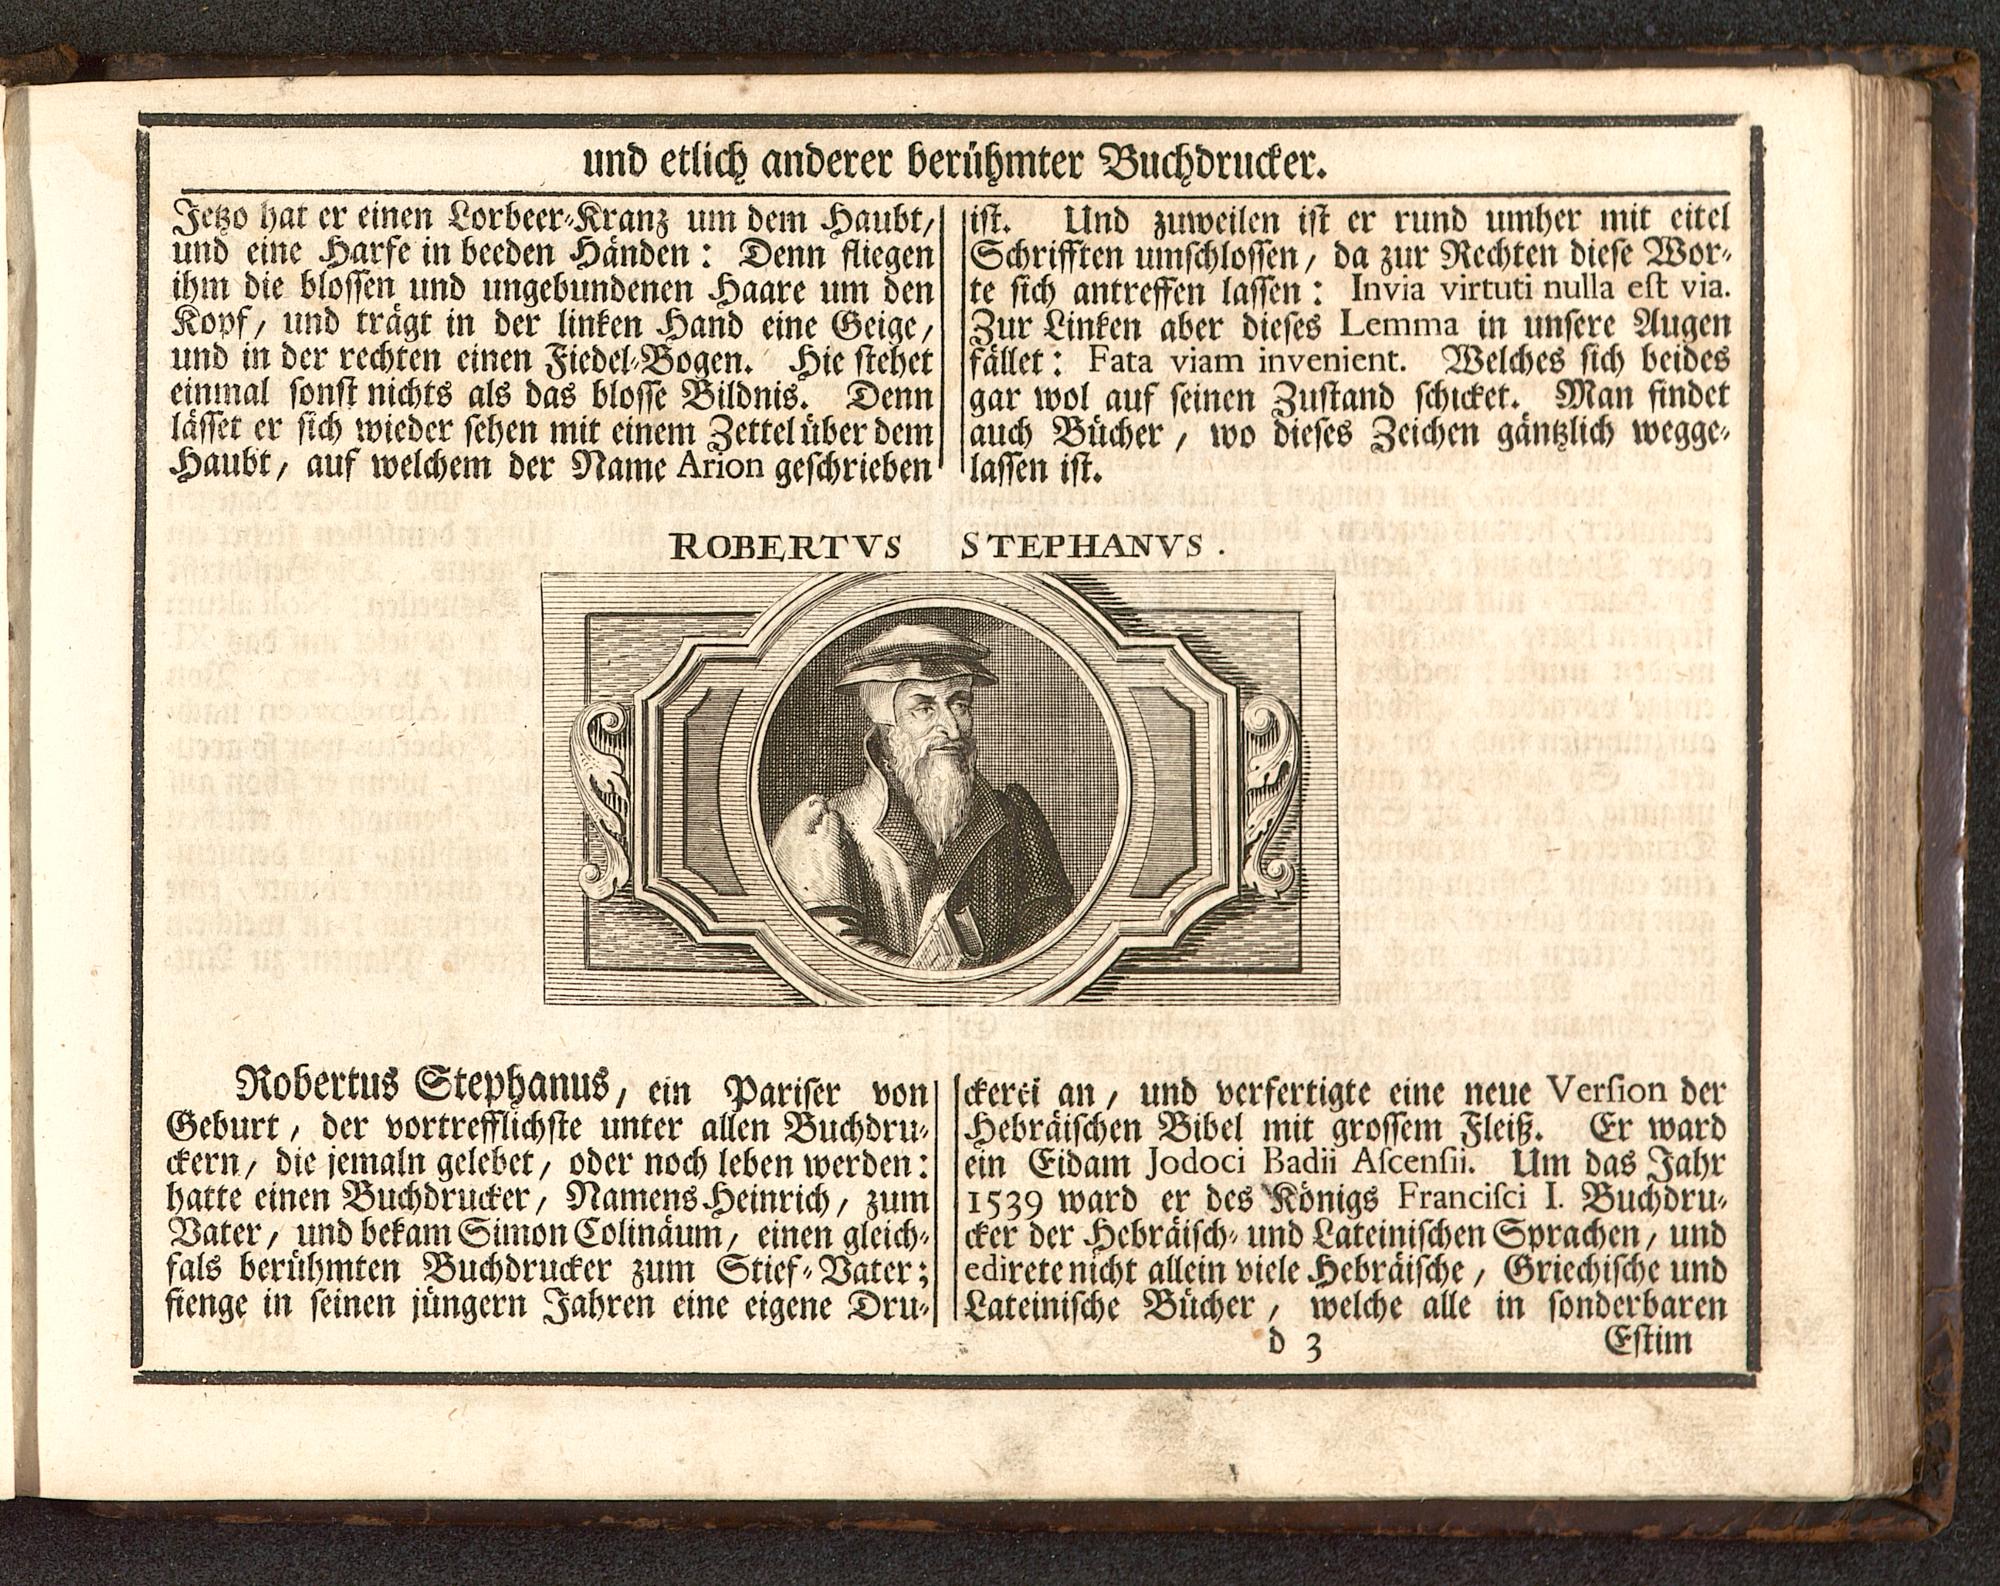 und etlich anderer berühmter Buchdrucker.
Jetzo hat er einen Lorbeer-Kranz um dem Haubt,
und eine Harfe in beeden Händen: Denn fliegen
ihm die blossen und ungebundenen Haare um den
Kopf, und trägt in der linken Hand eine Geige,
und in der rechten einen Fiedel-Bogen. Hie stehet
einmal sonst nichts als das blosse Bildnis. Denn
lässet er sich wieder sehen mit einem Zettel über dem
Haubt, auf welchem der Name Arion geschrieben
ist. Und zuweilen ist er rund umher mit eitel
Schrifften umschlossen, da zur Rechten diese Wor-
te sich antreffen lassen: Invia virtuti nulla est via.
Zur Linken aber dieses Lemma in unsere Augen
fället: Fata viam invenient. Welches sich beides
gar wol auf seinen Zustand schicket. Man findet
auch Bücher, wo dieses Zeichen gäntzlich wegge-
lassen ist.
ROBERTVS STEPHANVS.
Robertus Stephanus, ein Pariser von
Geburt, der vortrefflichste unter allen Buchdru-
ckern, die jemaln gelebet, oder noch leben werden:
hatte einen Buchdrucker, Namens Heinrich, zum
Vater, und bekam Simon Colinäum, einen gleich-
fals berühmten Buchdrucker zum Stief-Vater;
fienge in seinen jüngern Jahren eine eigene Dru-
ckerei an, und verfertigte eine neue Version der
Hebräischen Bibel mit grossem Fleiß. Er ward
ein Eidam Jodoci Badii Ascensii. Um das Jahr
1539 ward er des Königs Francisci I. Buchdru-
cker der Hebräisch- und Lateinischen Sprachen, und
edirete nicht allein viele Hebräische, Griechische und
Lateinische Bücher, welche alle in sonderbaren
d 3 Estim